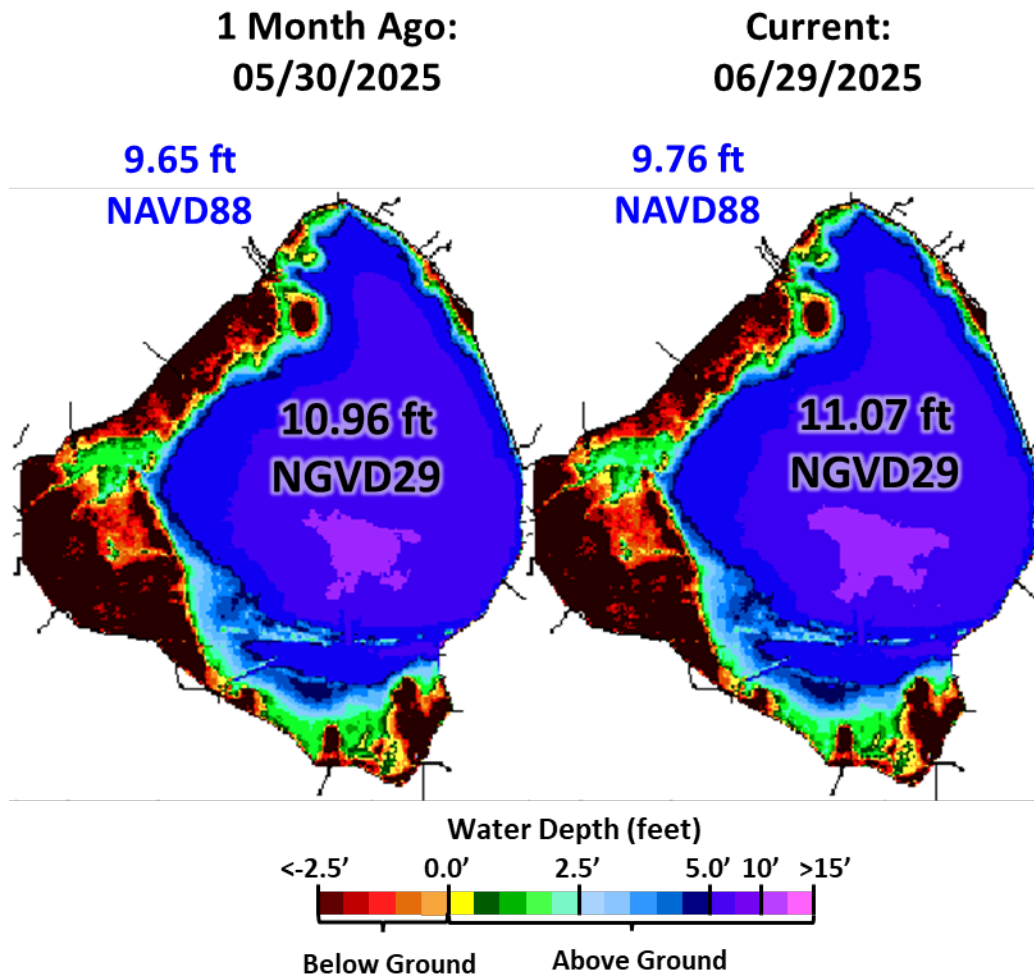 1 Month Ago:
05/30/2025
Current:
06/29/2025
9.65 ft
NAVD88
9.76 ft
NAVD88
10.96 ft
NGVD29
11.07 ft
NGVD29
Water Depth (feet)
<-2.5’ 0.0’ 2.5’ 5.0’ 10’ >15’
Below Ground Above Ground